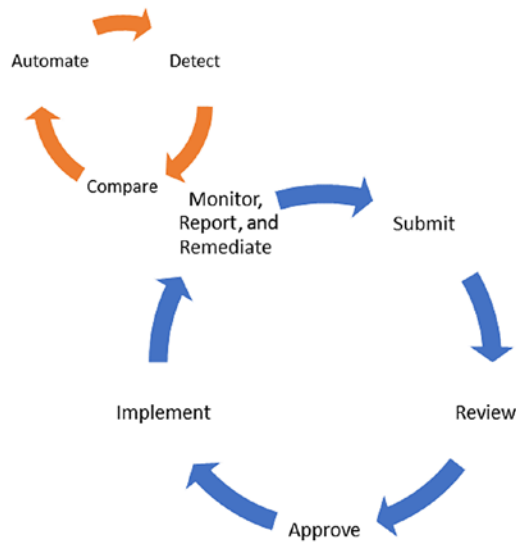 Automate
Detect
Compare
Monitor,
Report, and
Remediate
Submit
Review
Approve
Implement